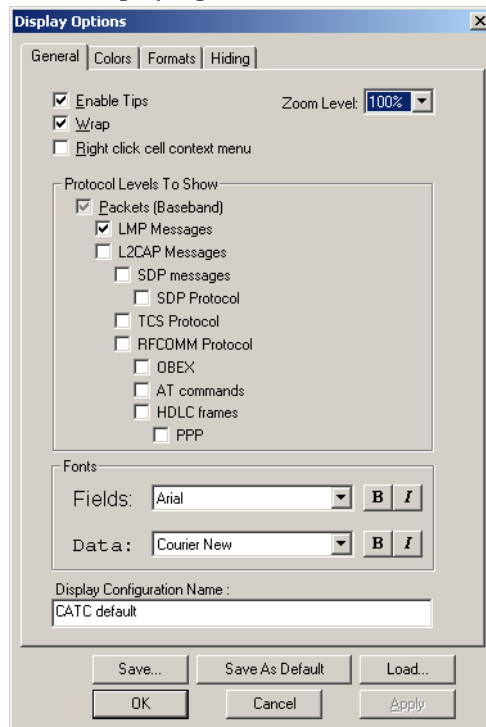 Display Options
General Colors Formats Hiding
Enable Tips Zoom Level: 100%
Wrap
Right click cell context menu
Protocol Levels To Show
Packets (Baseband)
LMP Messages
L2CAP Messages
SDP messages
SDP Protocol
TCS Protocol
RFCOMM Protocol
OBEX
AT commands
HDLC frames
PPP
Fonts
Fields: Arial B I
Data: Courier New B I
Display Configuration Name :
CATC default
Save... Save As Default Load...
OK Cancel Apply